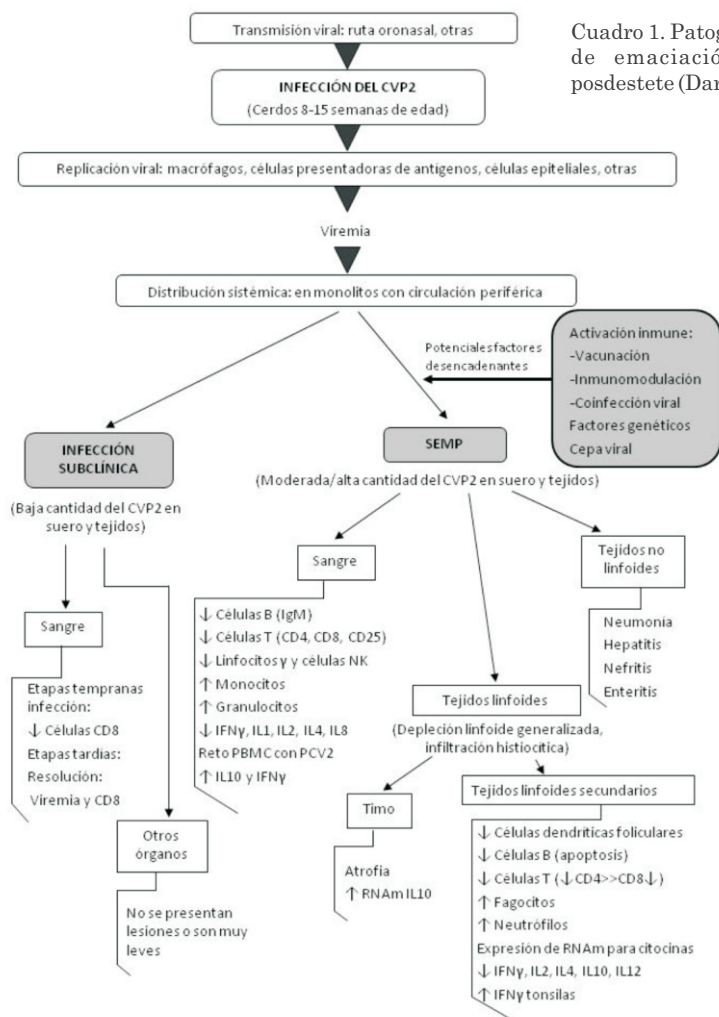 Transmisión viral: ruta oronasal, otras
Cuadro 1. Patog
de emaciació
posdestete (Dar
INFECCIÓN DEL CVP2
(Cerdos 8-15 semanas de edad)
Replicación viral: macrófagos, células presentadoras de antígenos, células epiteliales, otras
Viremia
Distribución sistémica: en monolitos con circulación periférica
Potenciales factores
desencadenantes
Activación inmune:
-Vacunación
-Inmunomodulación
-Coinfección viral
Factores genéticos
Cepa viral
INFECCIÓN
SUBCLÍNICA
(Baja cantidad del CVP2 en
suero y tejidos)
Sangre
Etapas tempranas
infección:
↓ Células CD8
Etapas tardías:
Resolución:
Viremia y CD8
Otros
órganos
No se presentan
lesiones o son muy
leves
SEMP
(Moderada/alta cantidad del CVP2 en suero y tejidos)
Sangre
↓ Células B (IgM)
↓ Células T (CD4, CD8, CD25)
↓ Linfocitos γ y células NK
↑ Monocitos
↑ Granulocitos
↓ IFNγ, IL1, IL2, IL4, IL8
Reto PBMC con PCV2
↑ IL10 y IFNγ
Tejidos no
linfoides
Neumonía
Hepatitis
Nefritis
Enteritis
Tejidos linfoides
(Depleción linfoide generalizada,
infiltración histiocítica)
Timo
Atrofia
↑ RNAm IL10
Tejidos linfoides secundarios
↓ Células dendríticas foliculares
↓ Células B (apoptosis)
↓ Células T (↓CD4>>CD8↓)
↑ Fagocitos
↑ Neutrófilos
Expresión de RNAm para citocinas
↓ IFNγ, IL2, IL4, IL10, IL12
↑ IFNγ tonsilas